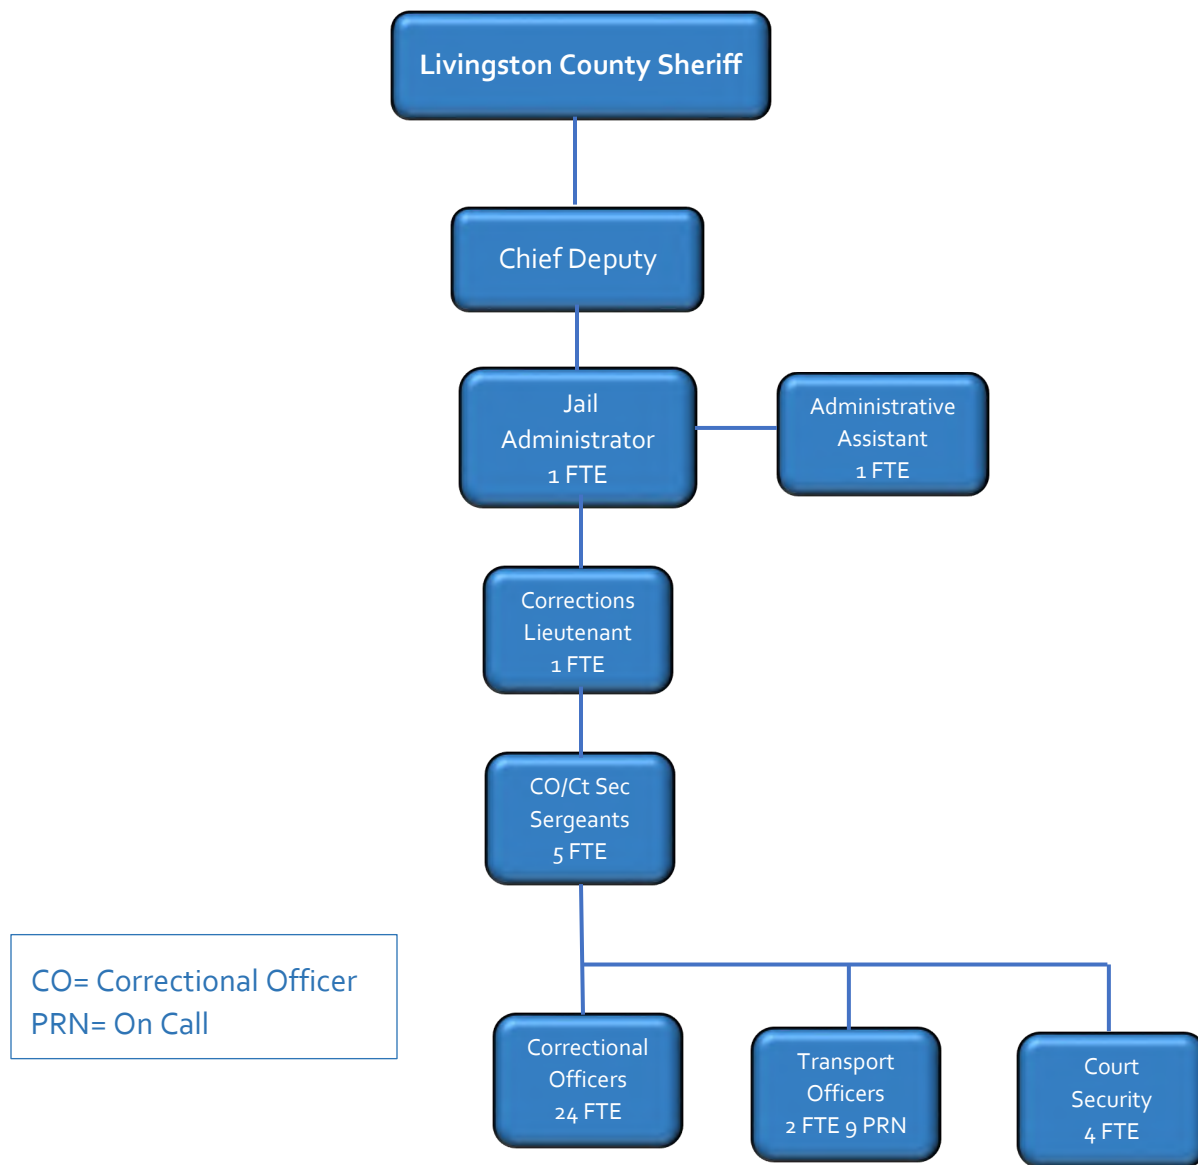 Livingston County Sheriff
Chief Deputy
Jail
Administrator
1 FTE
Administrative
Assistant
1 FTE
Corrections
Lieutenant
1 FTE
CO/Ct Sec
Sergeants
5 FTE
CO= Correctional Officer
PRN= On Call
Correctional
Officers
24 FTE
Transport
Officers
2 FTE 9 PRN
Court
Security
4 FTE